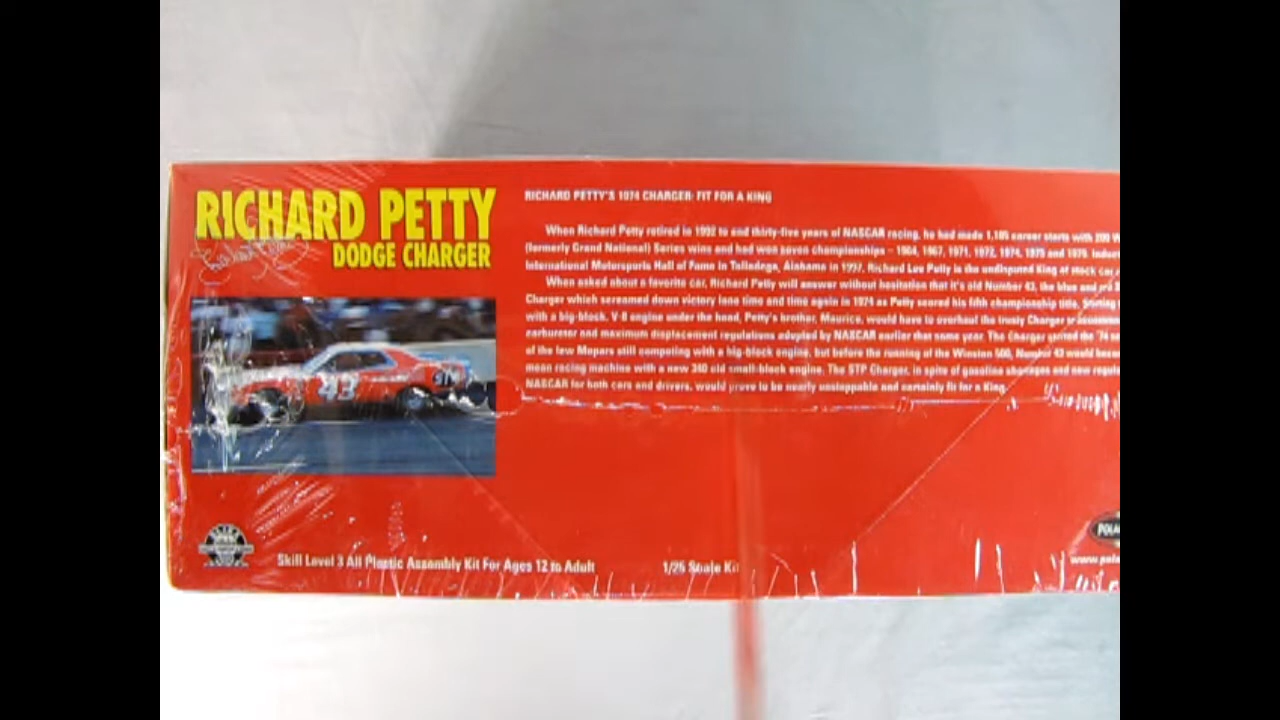 RICHARD PETTY
DODGE CHARGER
43
RICHARD PETTY'S 1974 CHARGER: FIT FOR A KING
When Richard Petty retired in 1992 to end thirty-five years of NASCAR racing, he had made 1,185 career starts with 200
(formerly Grand National) Series wins and had won seven championships - 1964, 1967, 1971, 1972, 1974, 1975 and 1979.
International Motorsports Hall of Fame in Talladega, Alabama in 1997. Richard Lee Petty is the undisputed King of stock car
When asked about a favorite car, Richard Petty will answer without hesitation that it's old Number 43, the blue and red
Charger which screamed down victory lane time and time again in 1974 as Petty scored his fifth championship title. Starting
with a big-block, V-8 engine under the hood, Petty's brother, Maurice, would have to overhaul the trusty Charger
carburetor and maximum displacement regulations adopted by NASCAR earlier that same year. The Charger started the '74
of the few Mopars still competing with a big-block engine, but before the running of the Winston 500, Number 43 would
mean racing machine with a new 340 cid small-block engine. The STP Charger, in spite of gasoline shortages and new
NASCAR for both cars and drivers, would prove to be nearly unstoppable and certainly fit for a King.
Skill Level 3 All Plastic Assembly Kit For Ages 12 to Adult
1/25 Scale Kit